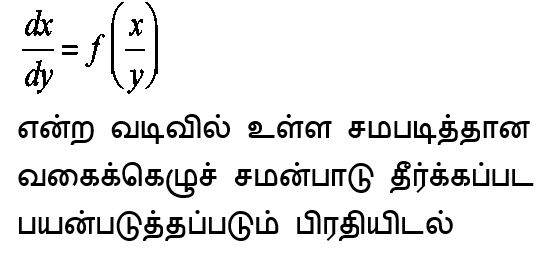 dx/dy = f(x/y)
என்ற வடிவில் உள்ள சமபடித்தான
வகைக்கெழுச் சமன்பாடு தீர்க்கப்பட
பயன்படுத்தப்படும் பிரதியிடல்